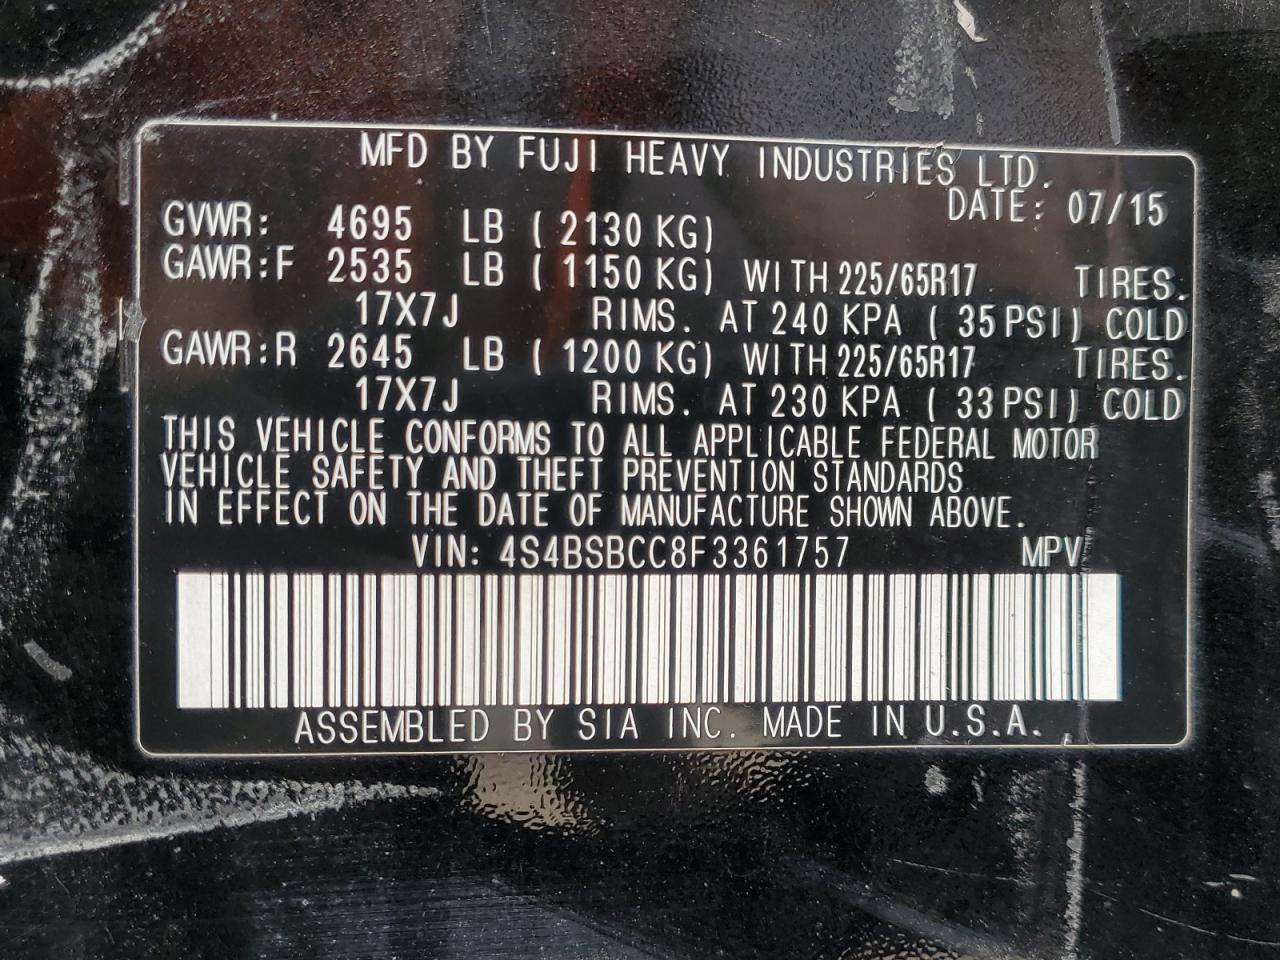 MFD BY FUJI HEAVY INDUSTRIES LTD.
DATE: 07/15
GVWR: 4695 LB ( 2130 KG)
GAWR:F 2535 LB ( 1150 KG) WITH 225/65R17 TIRES.
17X7J RIMS. AT 240 KPA ( 35 PSI) COLD
GAWR:R 2645 LB ( 1200 KG) WITH 225/65R17 TIRES.
17X7J RIMS. AT 230 KPA ( 33 PSI) COLD
THIS VEHICLE CONFORMS TO ALL APPLICABLE FEDERAL MOTOR
VEHICLE SAFETY AND THEFT PREVENTION STANDARDS
IN EFFECT ON THE DATE OF MANUFACTURE SHOWN ABOVE.
VIN: 4S4BSBCC8F3361757 MPV
ASSEMBLED BY SIA INC. MADE IN U.S.A.